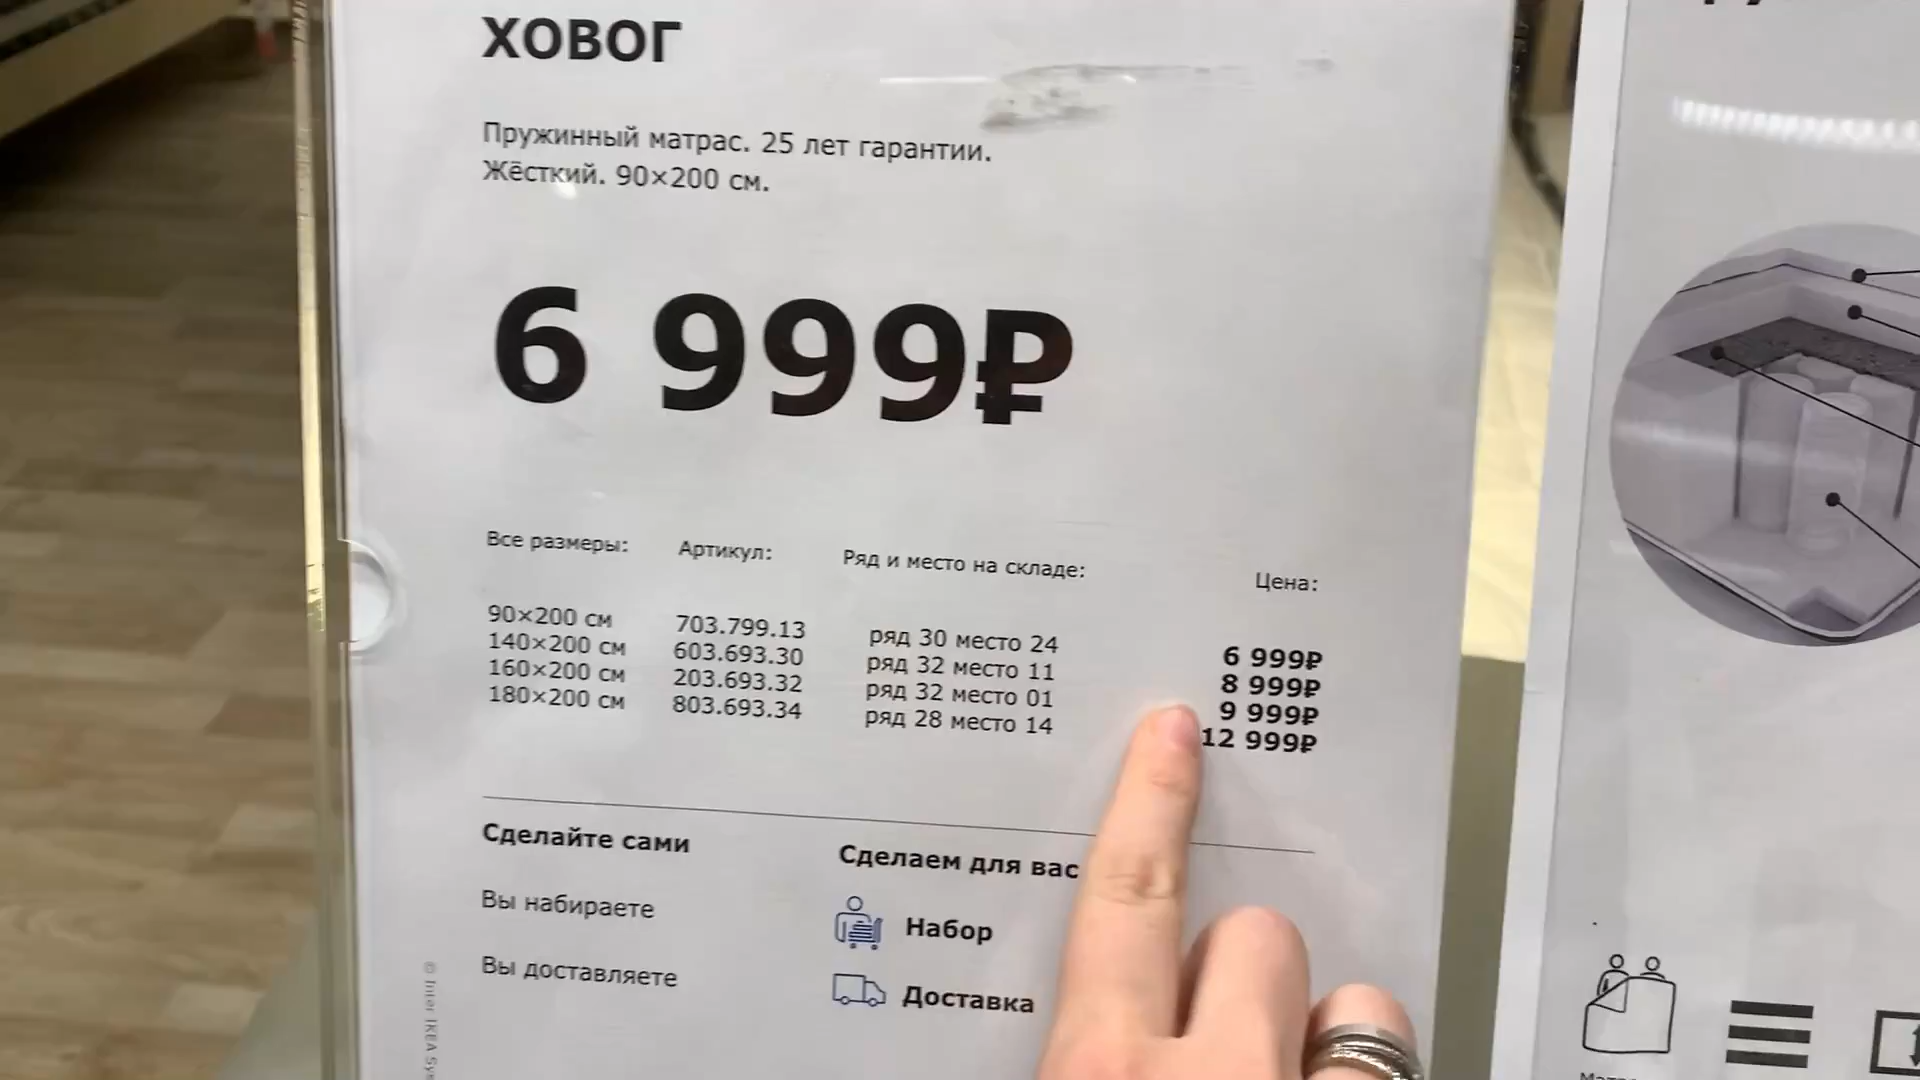 ХОВОГ
Пружинный матрас. 25 лет гарантии.
Жёсткий. 90×200 см.
6 999₽
Все размеры: Артикул: Ряд и место на складе: Цена:
90×200 см 703.799.13 ряд 30 место 24 6 999₽
140×200 см 603.693.30 ряд 32 место 11 8 999₽
160×200 см 203.693.32 ряд 32 место 01 9 999₽
180×200 см 803.693.34 ряд 28 место 14 12 999₽
Сделайте сами Сделаем для вас
Вы набираете Набор
Вы доставляете Доставка
© Inter IKEA